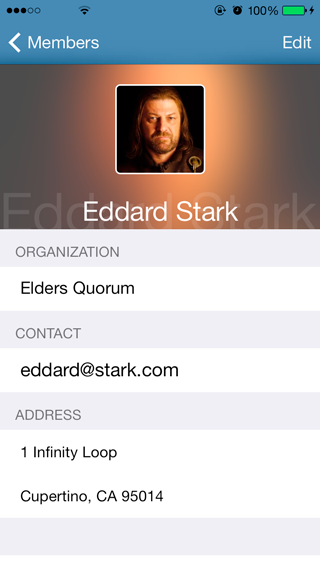 100%
Members
Edit
Eddard Stark
Eddard Stark
ORGANIZATION
Elders Quorum
CONTACT
eddard@stark.com
ADDRESS
1 Infinity Loop
Cupertino, CA 95014